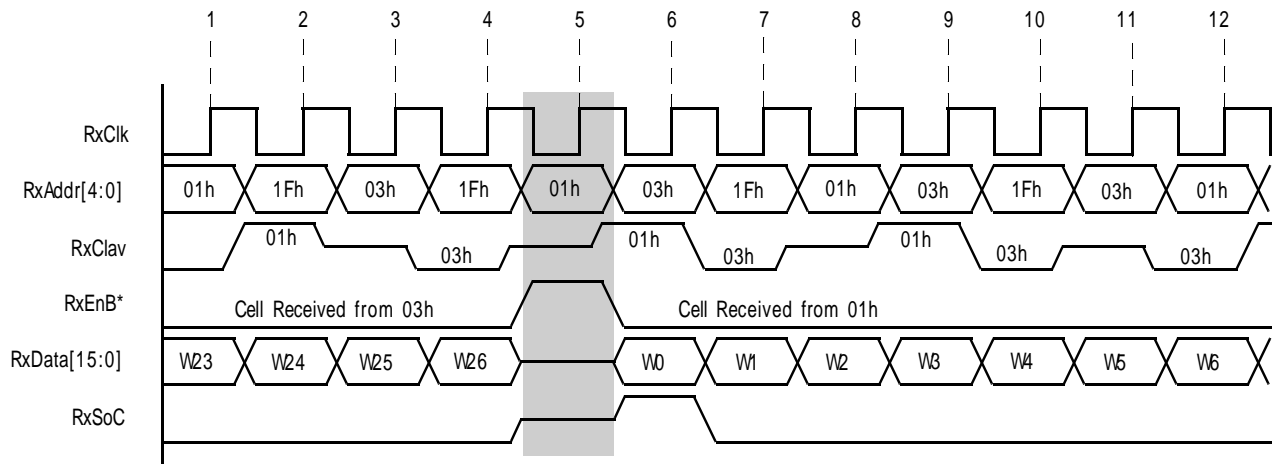 1 2 3 4 5 6 7 8 9 10 11 12
RxClk
RxAddr[4:0] 01h 1Fh 03h 1Fh 01h 03h 1Fh 01h 03h 1Fh 03h 01h
RxClav 01h 03h 01h 03h 01h 03h 03h
RxEnB* Cell Received from 03h Cell Received from 01h
RxData[15:0] W23 W24 W25 W26 W0 W1 W2 W3 W4 W5 W6
RxSoC